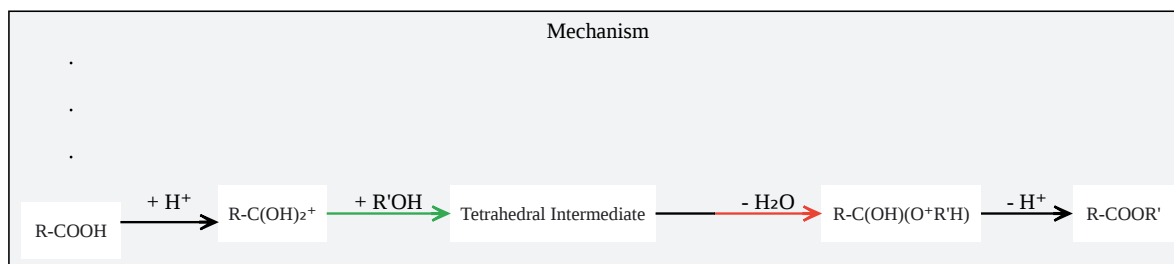 Mechanism
.
.
.
+ H⁺
+ R'OH
- H₂O
- H⁺
R-COOH
R-C(OH)₂⁺
Tetrahedral Intermediate
R-C(OH)(O⁺R'H)
R-COOR'